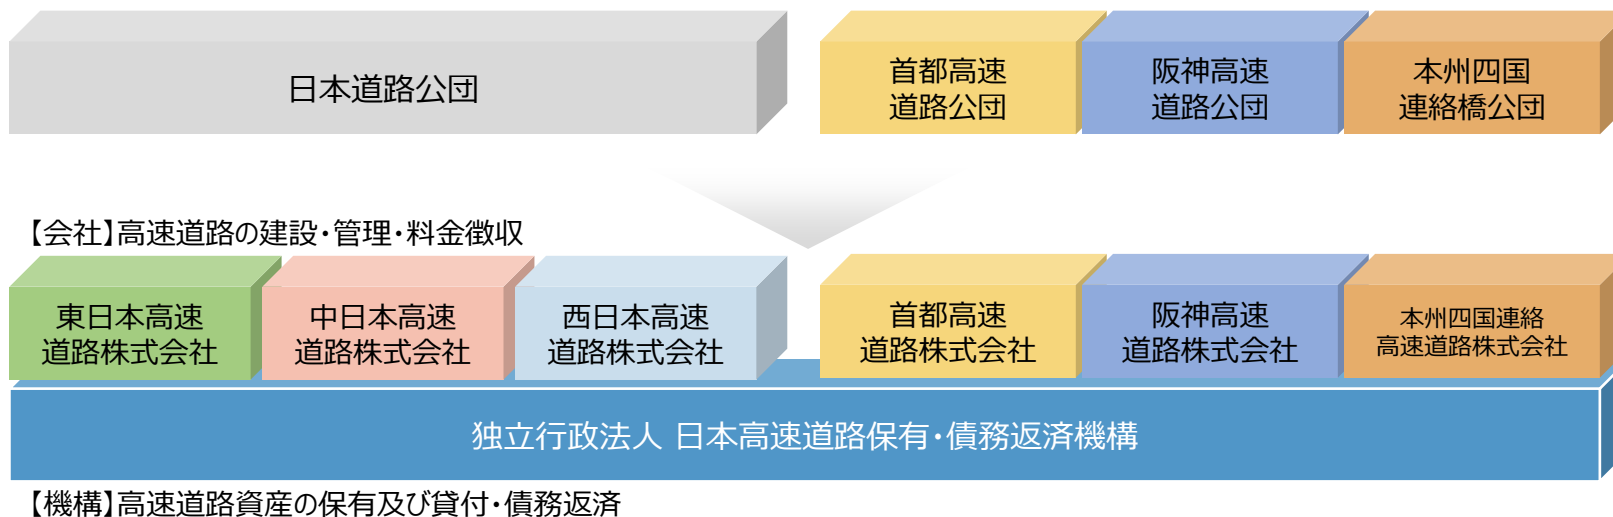 日本道路公団
首都高速
道路公団
阪神高速
道路公団
本州四国
連絡橋公団
【会社】高速道路の建設・管理・料金徴収
東日本高速
道路株式会社
中日本高速
道路株式会社
西日本高速
道路株式会社
首都高速
道路株式会社
阪神高速
道路株式会社
本州四国連絡
高速道路株式会社
独立行政法人 日本高速道路保有・債務返済機構
【機構】高速道路資産の保有及び貸付・債務返済